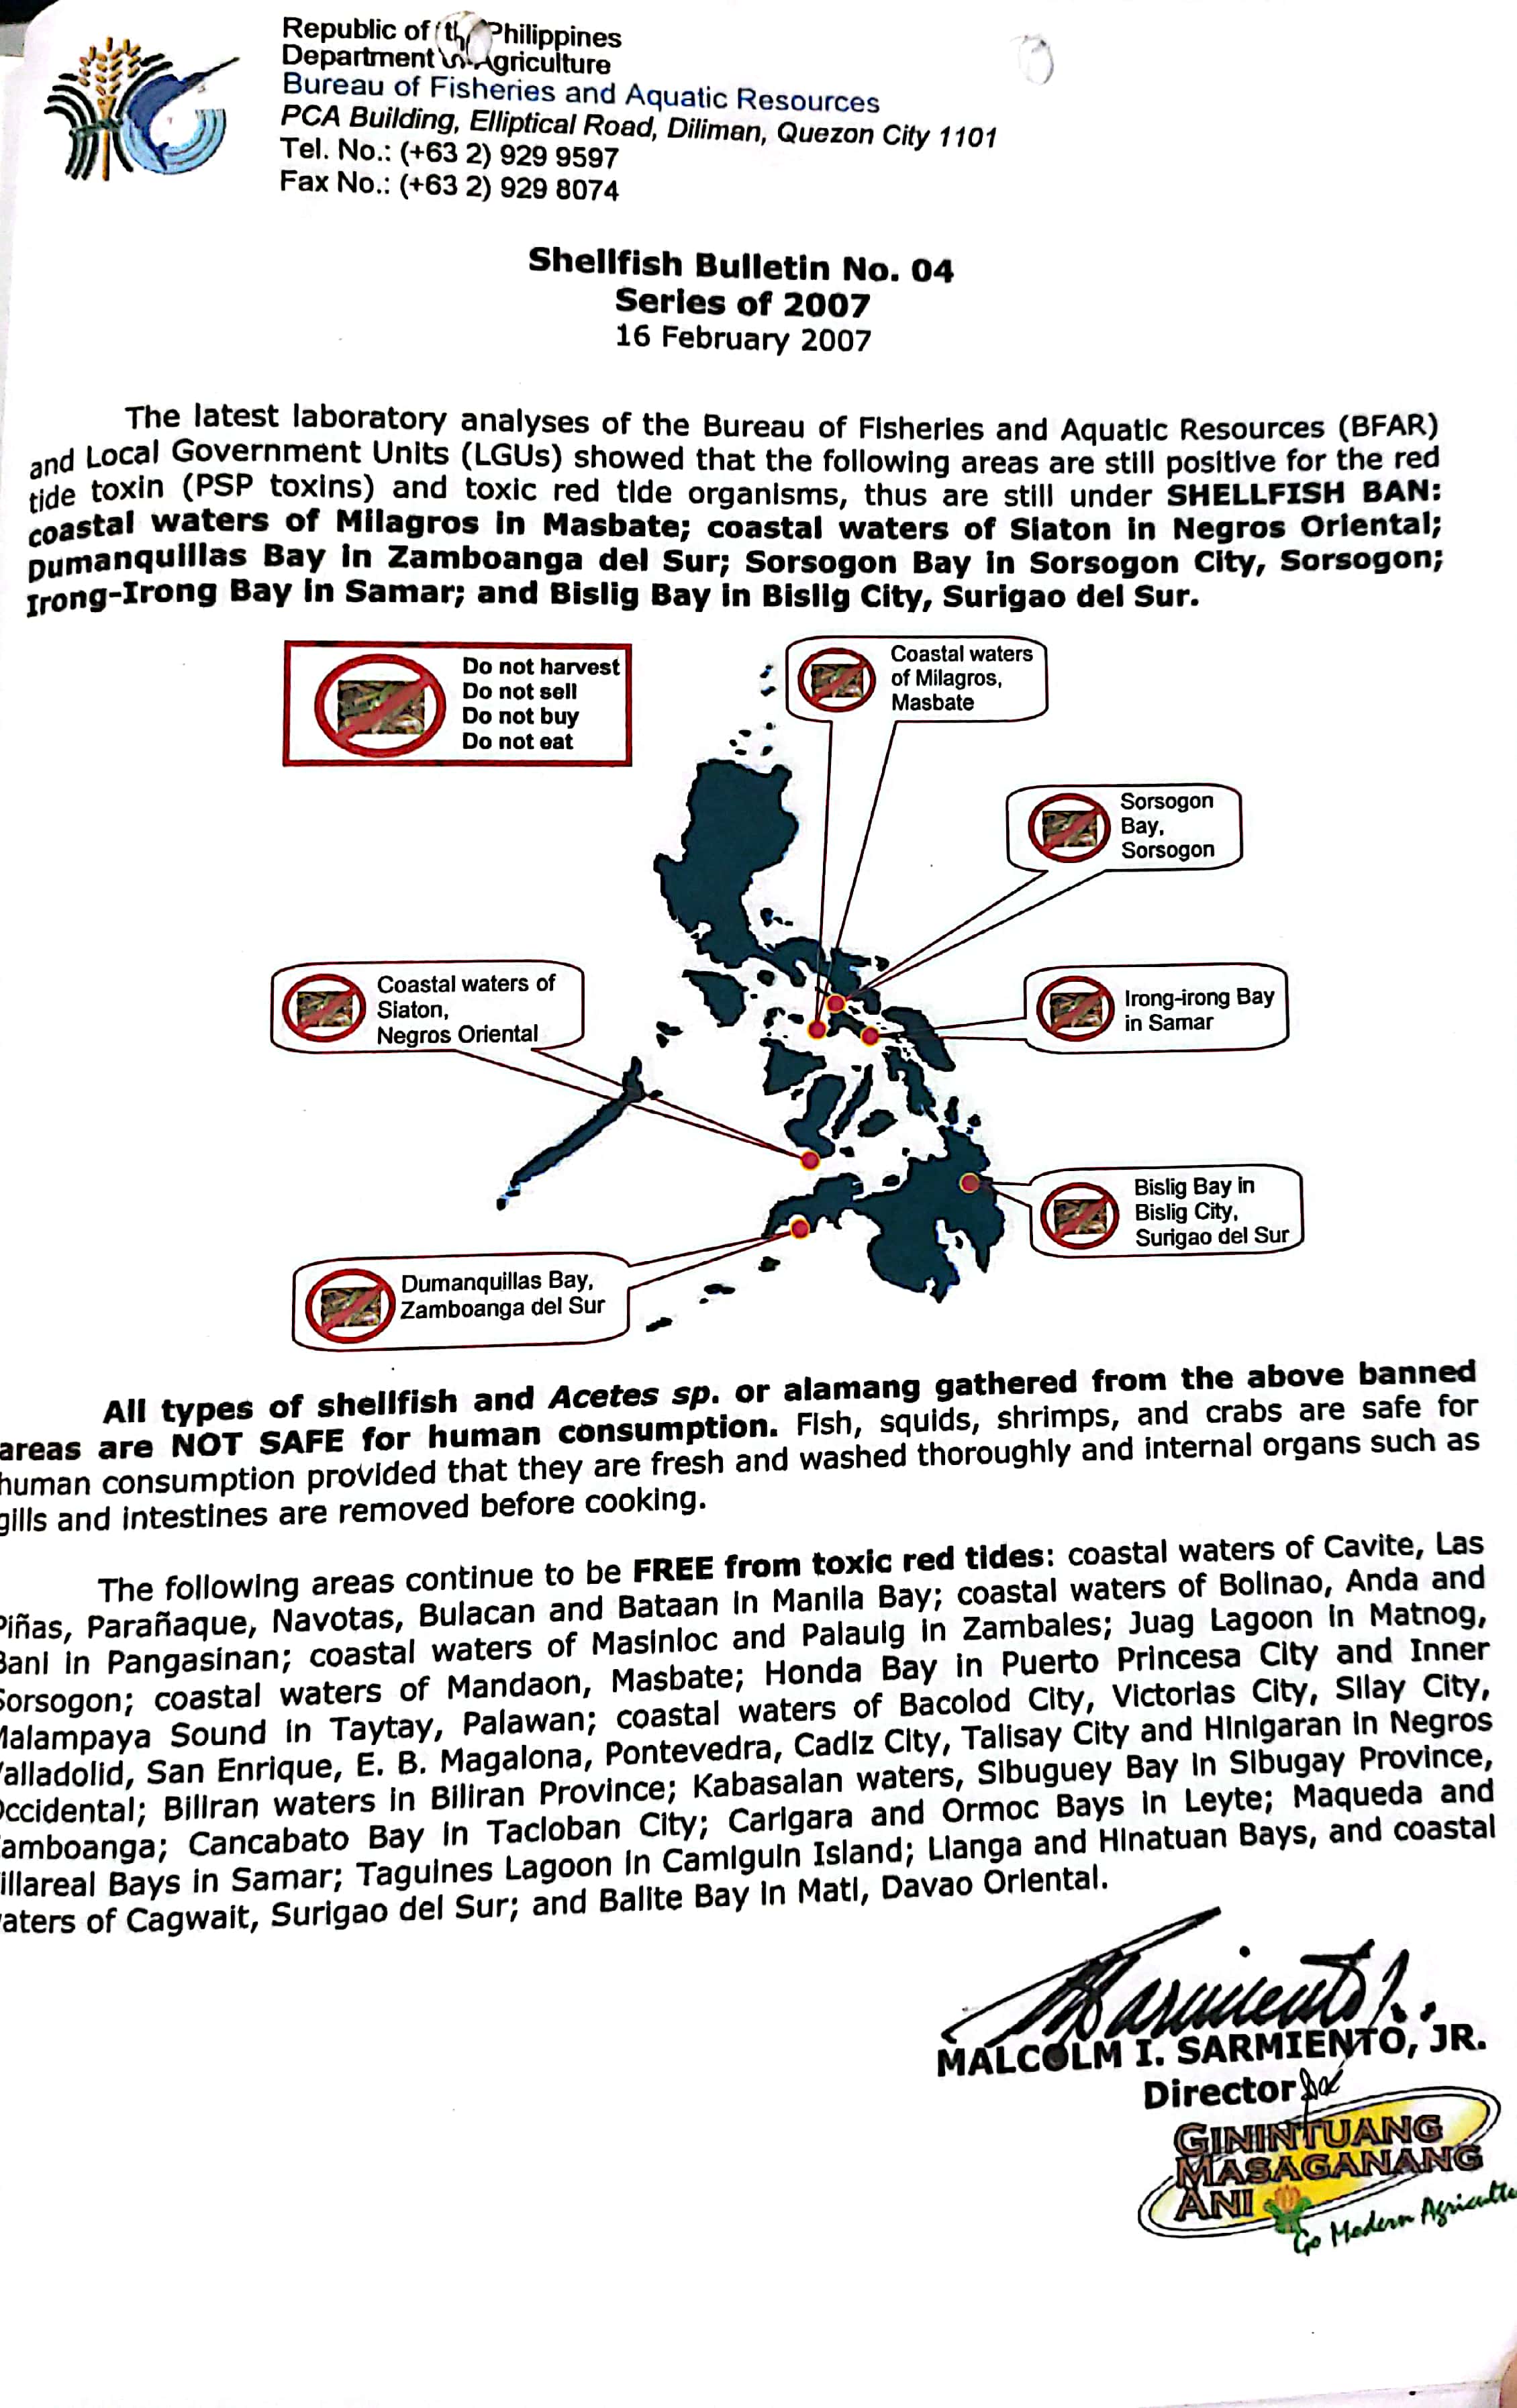 Republic of the Philippines
Department of Agriculture
Bureau of Fisheries and Aquatic Resources
PCA Building, Elliptical Road, Diliman, Quezon City 1101
Tel. No.: (+63 2) 929 9597
Fax No.: (+63 2) 929 8074
Shellfish Bulletin No. 04
Series of 2007
16 February 2007
The latest laboratory analyses of the Bureau of Fisheries and Aquatic Resources (BFAR)
and Local Government Units (LGUs) showed that the following areas are still positive for the red
tide toxin (PSP toxins) and toxic red tide organisms, thus are still under SHELLFISH BAN:
coastal waters of Milagros in Masbate; coastal waters of Siaton in Negros Oriental;
Dumanquillas Bay in Zamboanga del Sur; Sorsogon Bay in Sorsogon City, Sorsogon;
Irong-Irong Bay in Samar; and Bislig Bay in Bislig City, Surigao del Sur.
Do not harvest
Do not sell
Do not buy
Do not eat
Coastal waters
of Milagros,
Masbate
Sorsogon
Bay,
Sorsogon
Coastal waters of
Siaton,
Negros Oriental
Irong-irong Bay
in Samar
Bislig Bay in
Bislig City,
Surigao del Sur
Dumanquillas Bay,
Zamboanga del Sur
All types of shellfish and Acetes sp. or alamang gathered from the above banned
areas are NOT SAFE for human consumption. Fish, squids, shrimps, and crabs are safe for
human consumption provided that they are fresh and washed thoroughly and internal organs such as
gills and intestines are removed before cooking.
The following areas continue to be FREE from toxic red tides: coastal waters of Cavite, Las
Piñas, Parañaque, Navotas, Bulacan and Bataan in Manila Bay; coastal waters of Bolinao, Anda and
Bani in Pangasinan; coastal waters of Masinloc and Palauig in Zambales; Juag Lagoon in Matnog,
Sorsogon; coastal waters of Mandaon, Masbate; Honda Bay in Puerto Princesa City and Inner
Malampaya Sound in Taytay, Palawan; coastal waters of Bacolod City, Victorias City, Silay City,
Valladolid, San Enrique, E. B. Magalona, Pontevedra, Cadiz City, Talisay City and Hinigaran in Negros
Occidental; Biliran waters in Biliran Province; Kabasalan waters, Sibuguey Bay in Sibugay Province,
Zamboanga; Cancabato Bay in Tacloban City; Carigara and Ormoc Bays in Leyte; Maqueda and
Villareal Bays in Samar; Taguines Lagoon in Camiguin Island; Lianga and Hinatuan Bays, and coastal
waters of Cagwait, Surigao del Sur; and Balite Bay in Mati, Davao Oriental.
MALCOLM I. SARMIENTO, JR.
Director
GININTUANG
MASAGANANG
ANI
Go Modern